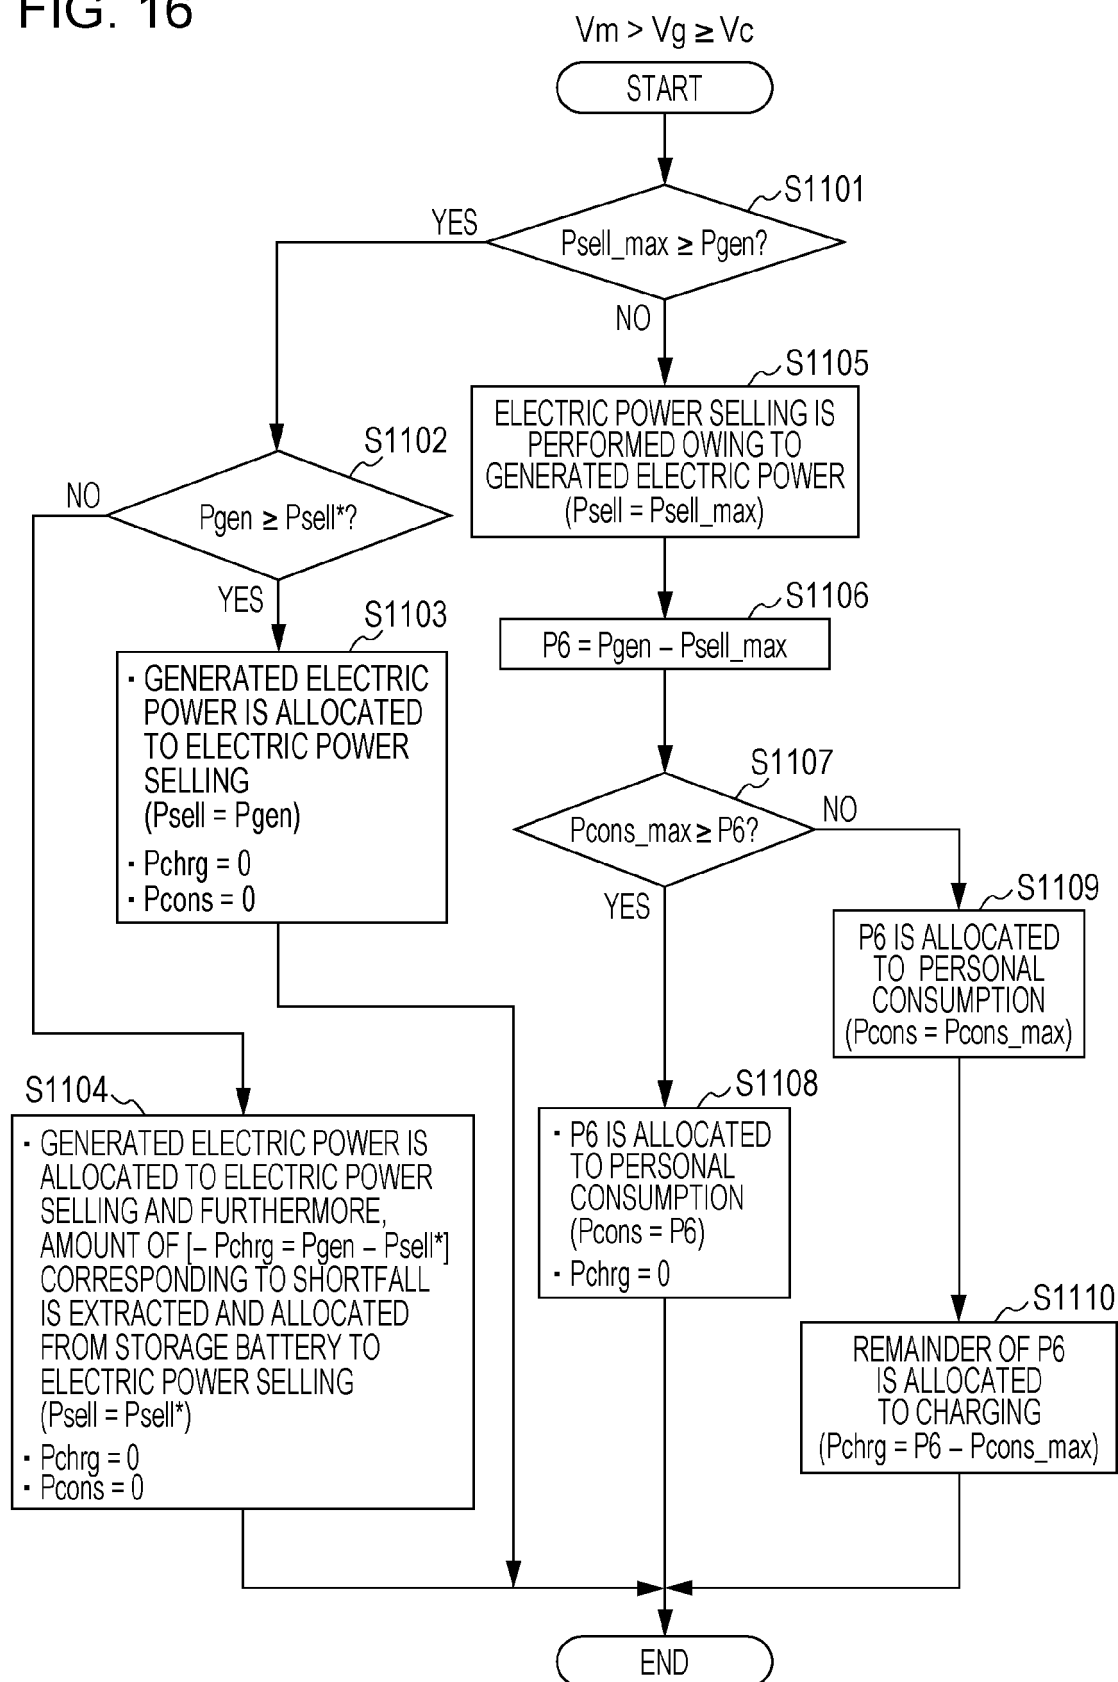 FIG. 16
Vm > Vg ≥ Vc
START
S1101
Psell_max ≥ Pgen?
YES
NO
S1105
ELECTRIC POWER SELLING IS
PERFORMED OWING TO
GENERATED ELECTRIC POWER
(Psell = Psell_max)
S1102
Pgen ≥ Psell*?
NO
YES
S1103
- GENERATED ELECTRIC
POWER IS ALLOCATED
TO ELECTRIC POWER
SELLING
(Psell = Pgen)
- Pchrg = 0
- Pcons = 0
S1106
P6 = Pgen – Psell_max
S1107
Pcons_max ≥ P6?
NO
YES
S1109
P6 IS ALLOCATED
TO PERSONAL
CONSUMPTION
(Pcons = Pcons_max)
S1104
- GENERATED ELECTRIC POWER IS
ALLOCATED TO ELECTRIC POWER
SELLING AND FURTHERMORE,
AMOUNT OF [– Pchrg = Pgen – Psell*]
CORRESPONDING TO SHORTFALL
IS EXTRACTED AND ALLOCATED
FROM STORAGE BATTERY TO
ELECTRIC POWER SELLING
(Psell = Psell*)
- Pchrg = 0
- Pcons = 0
S1108
- P6 IS ALLOCATED
TO PERSONAL
CONSUMPTION
(Pcons = P6)
- Pchrg = 0
S1110
REMAINDER OF P6
IS ALLOCATED
TO CHARGING
(Pchrg = P6 – Pcons_max)
END